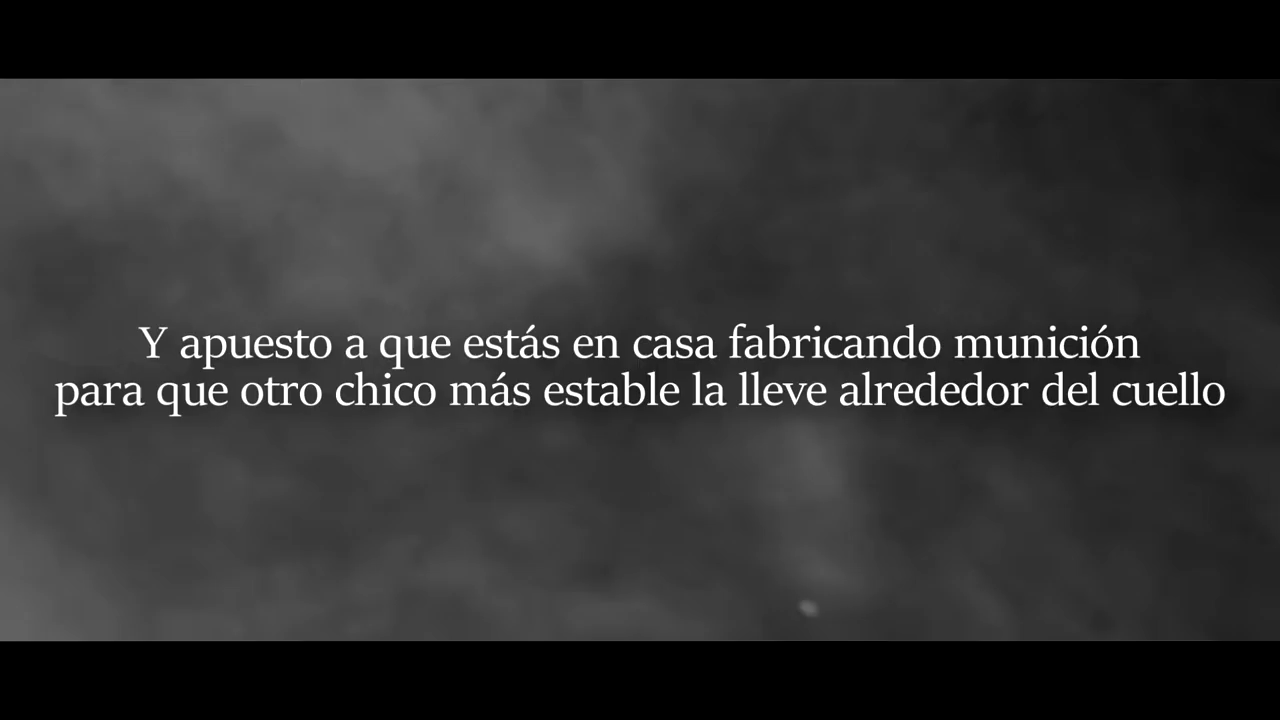 Y apuesto a que estás en casa fabricando munición
para que otro chico más estable la lleve alrededor del cuello